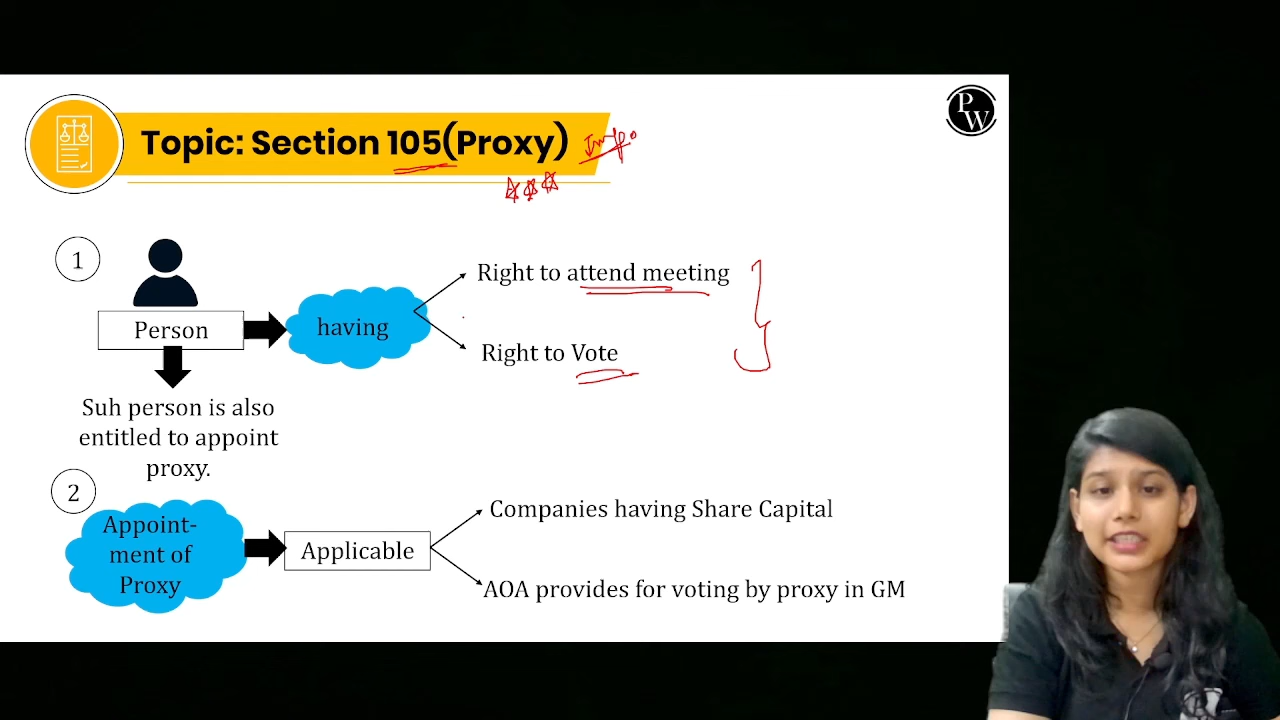 PW
Topic: Section 105(Proxy) Imp.
1
Person
having
Right to attend meeting
Right to Vote
Suh person is also
entitled to appoint
proxy.
2
Appoint-
ment of
Proxy
Applicable
Companies having Share Capital
AOA provides for voting by proxy in GM